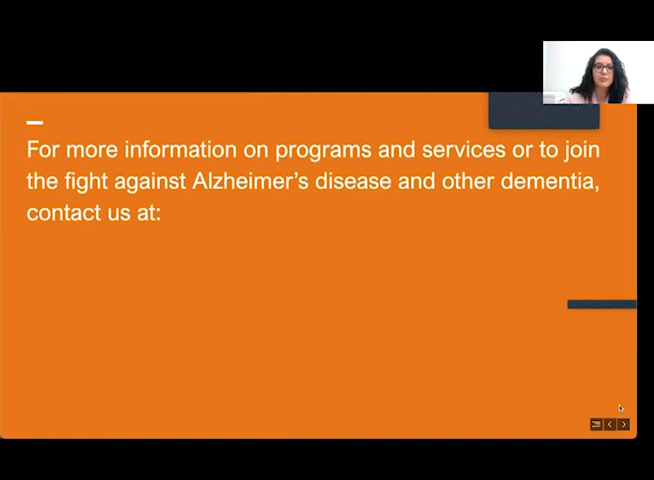 For more information on programs and services or to join
the fight against Alzheimer's disease and other dementia,
contact us at: